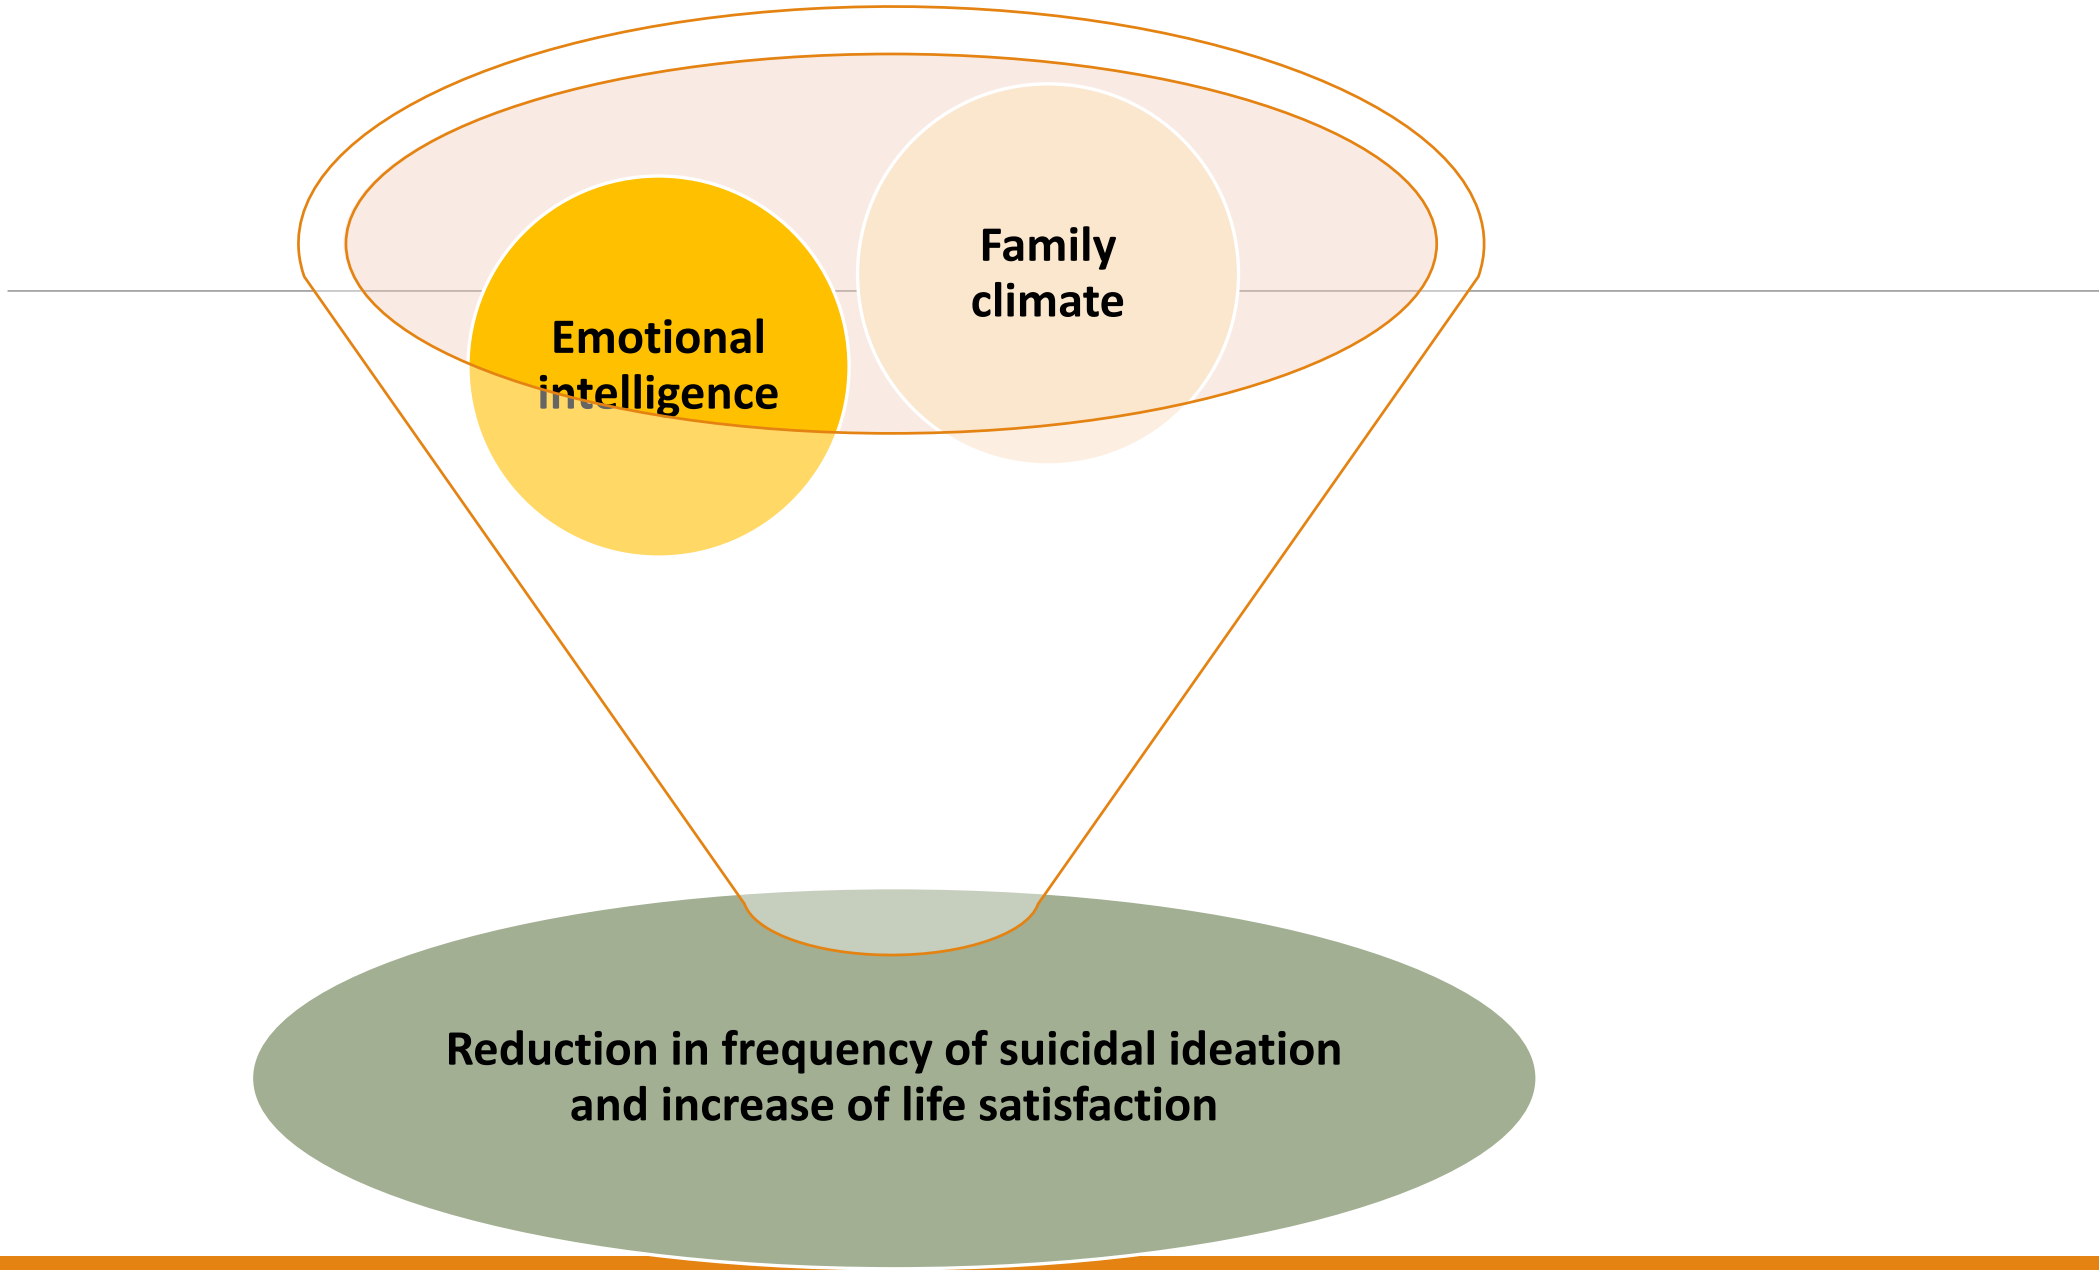 Family
climate
Emotional
intelligence
Reduction in frequency of suicidal ideation
and increase of life satisfaction